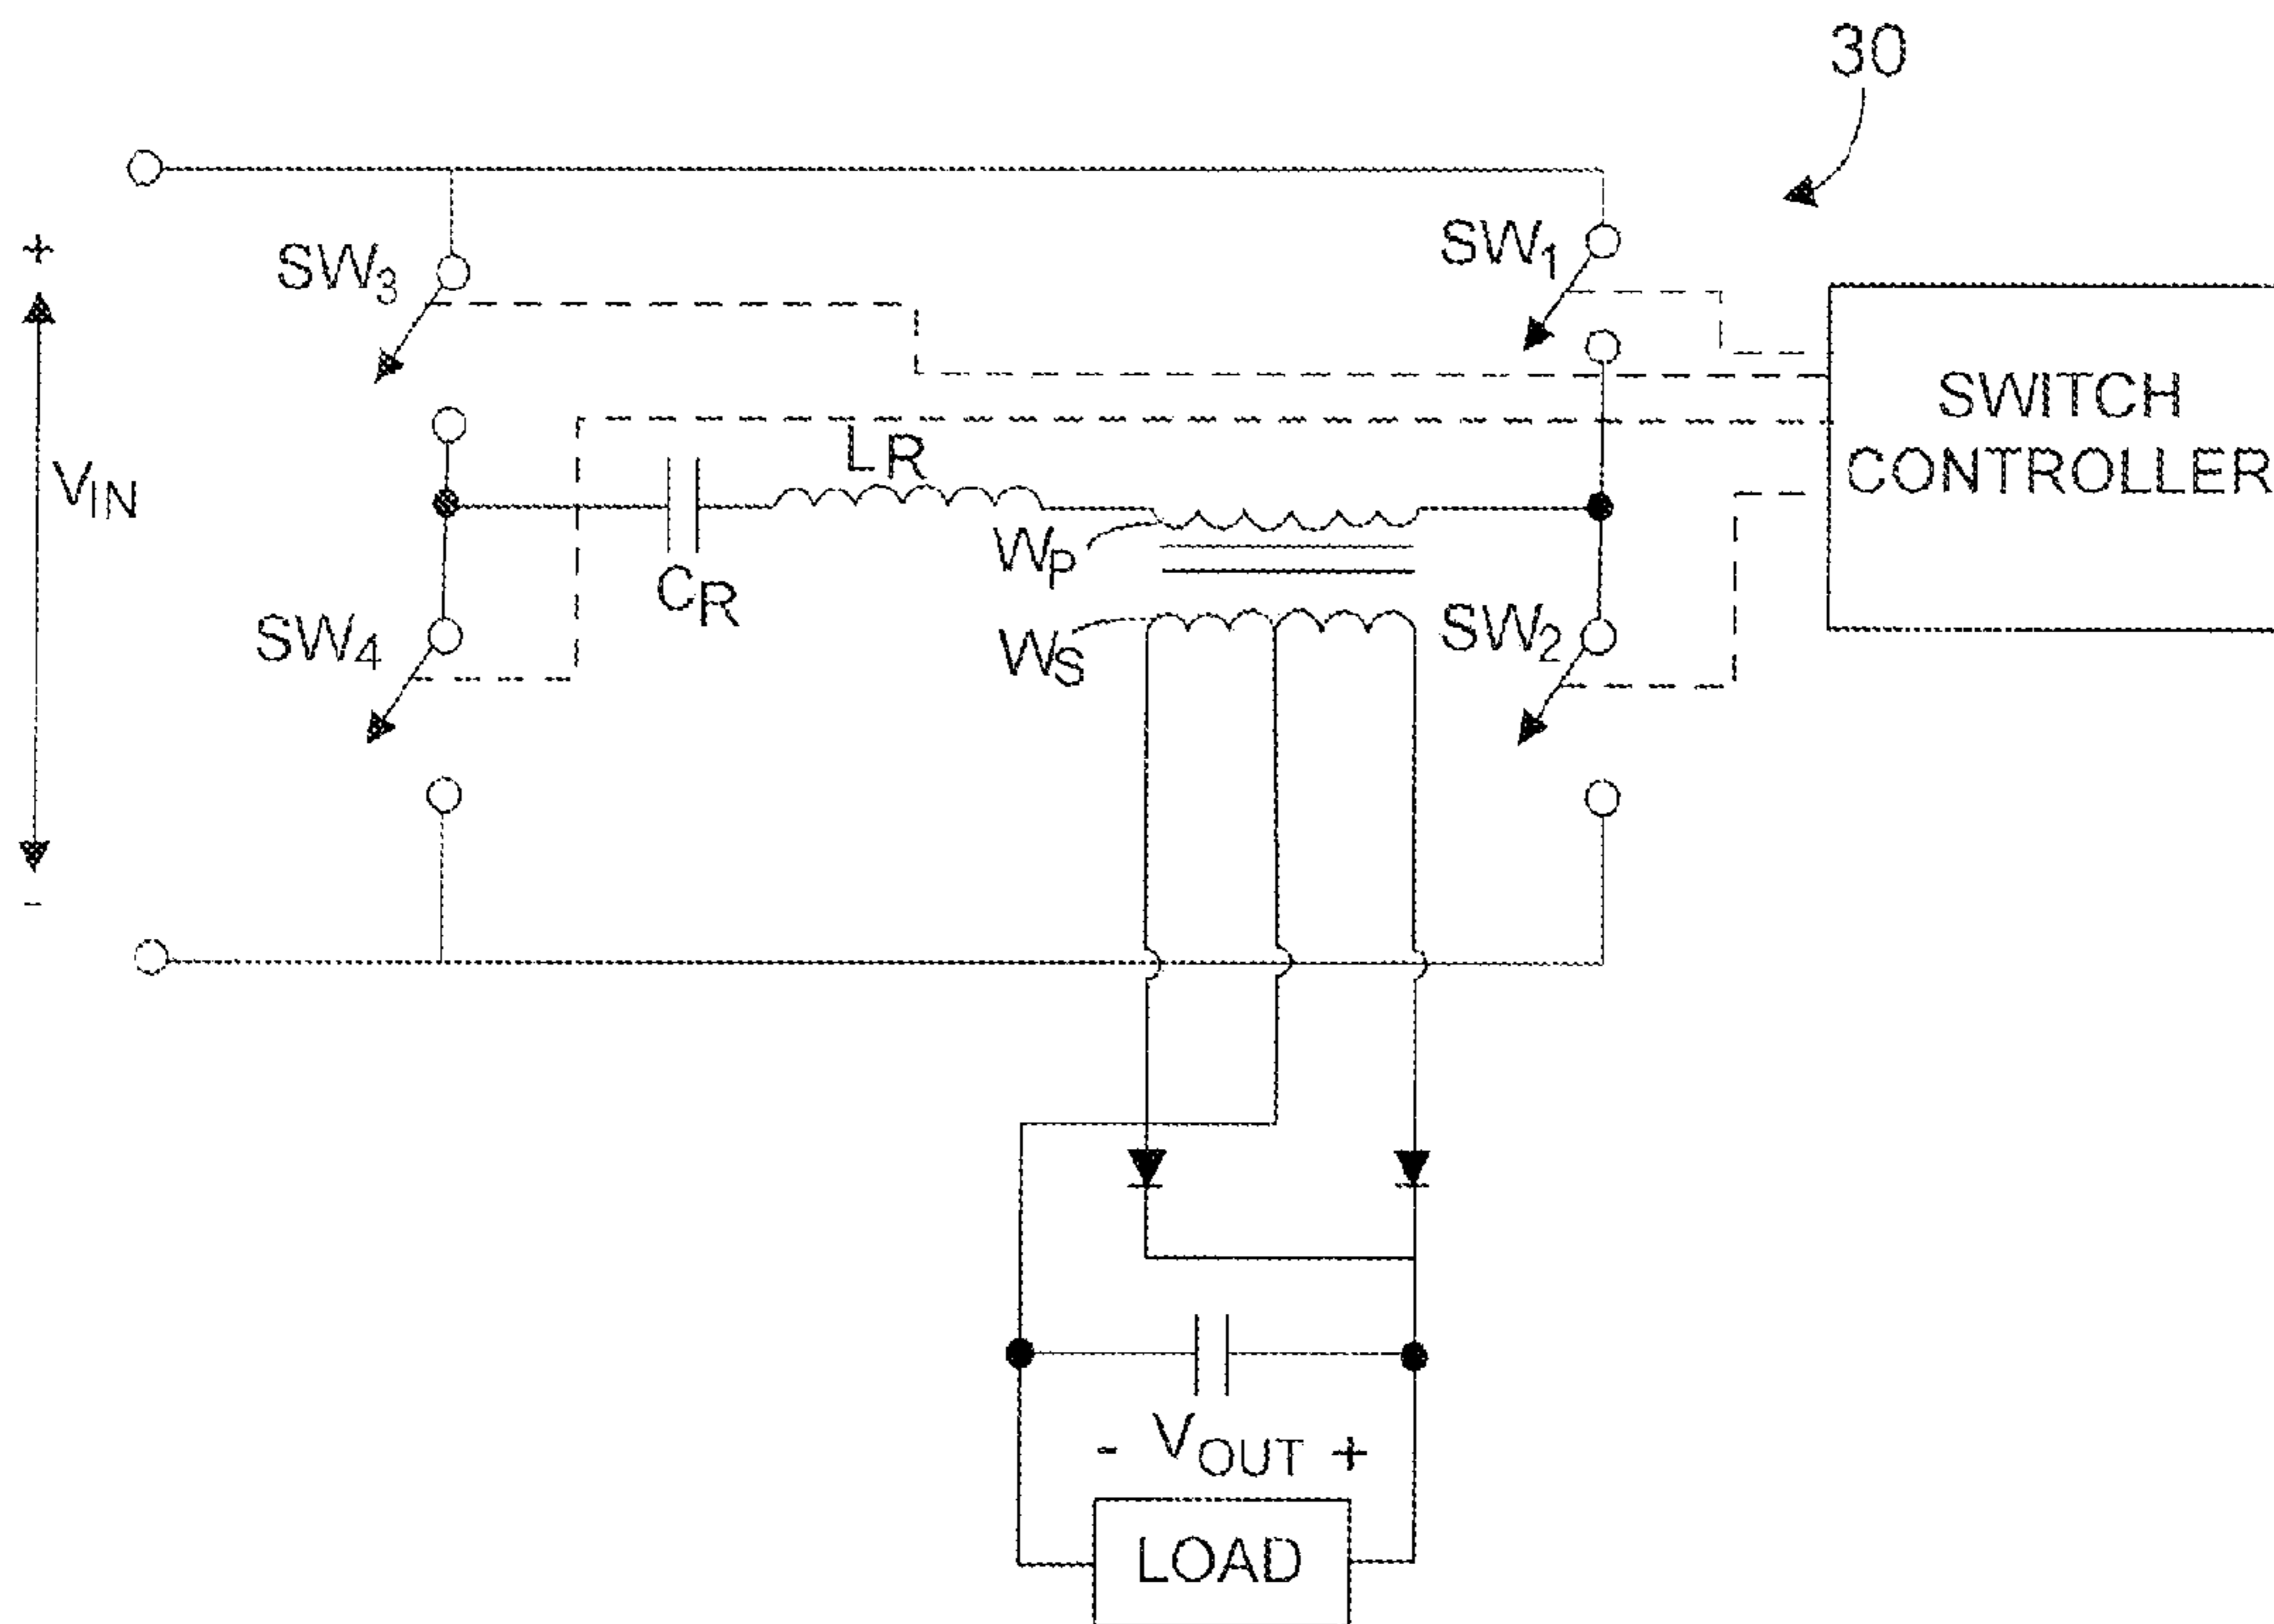 30
+
SW1
SW3
SWITCH
CONTROLLER
LR
VIN
WP
CR
SW2
SW4
WS
-
- VOUT +
LOAD